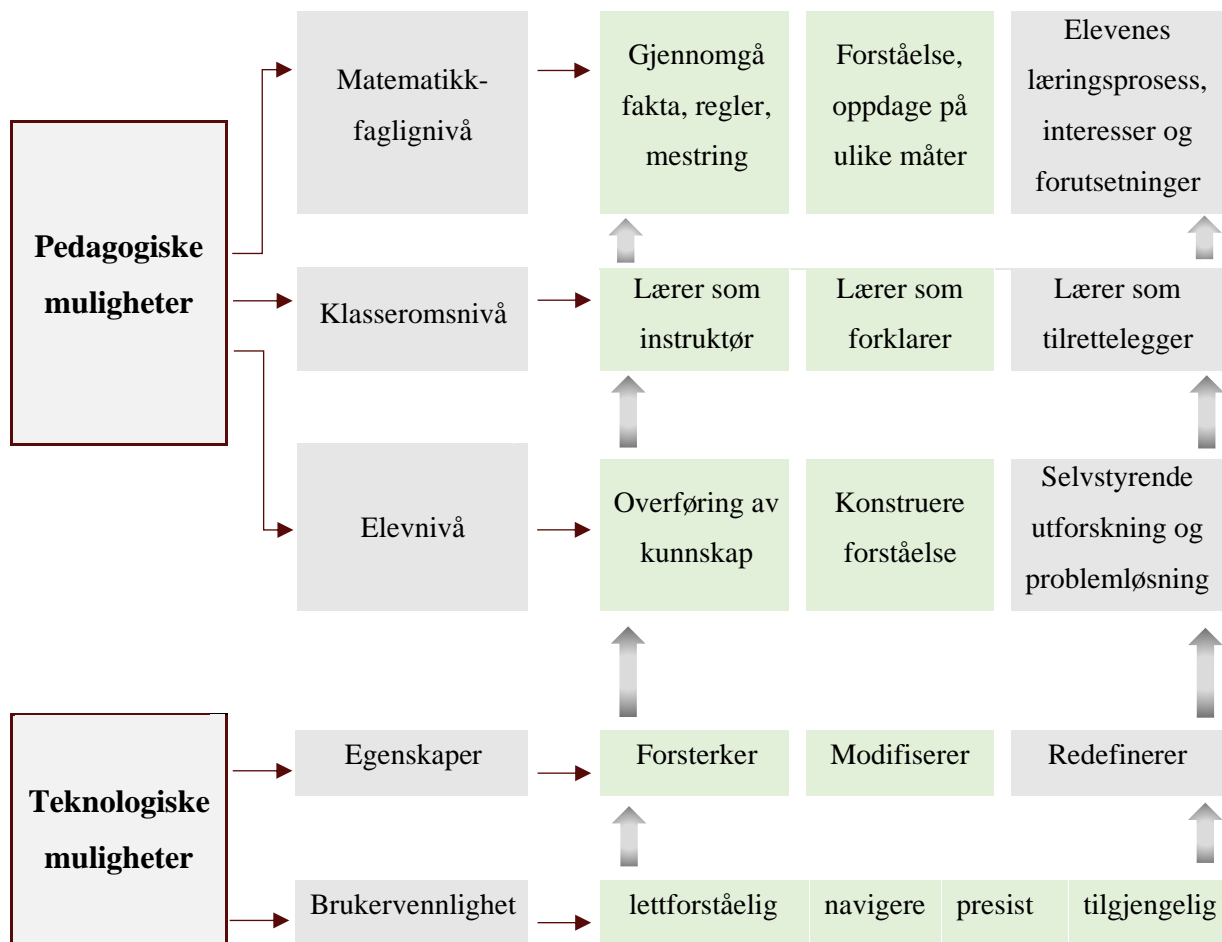 Pedagogiske
muligheter
Matematikk-
faglignivå
Gjennomgå
fakta, regler,
mestring
Forståelse,
oppdage på
ulike måter
Elevenes
læringsprosess,
interesser og
forutsetninger
Klasseromsnivå
Lærer som
instruktør
Lærer som
forklarer
Lærer som
tilrettelegger
Elevnivå
Overføring av
kunnskap
Konstruere
forståelse
Selvstyrende
utforskning og
problemløsning
Teknologiske
muligheter
Egenskaper
Forsterker
Modifiserer
Redefinerer
Brukervennlighet
lettforståelig
navigere
presist
tilgjengelig